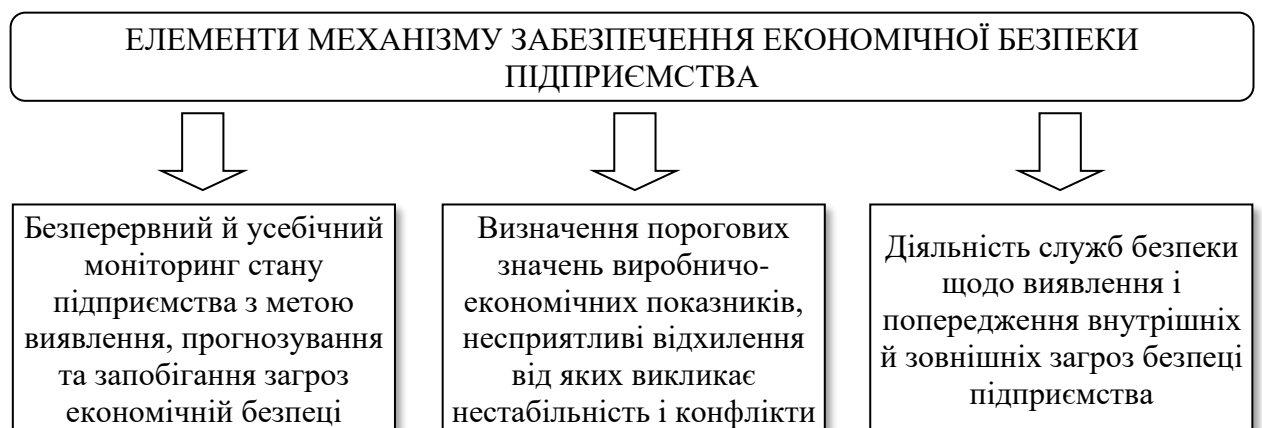 ЕЛЕМЕНТИ МЕХАНІЗМУ ЗАБЕЗПЕЧЕННЯ ЕКОНОМІЧНОЇ БЕЗПЕКИ
ПІДПРИЄМСТВА
Безперервний й усебічний
моніторинг стану
підприємства з метою
виявлення, прогнозування
та запобігання загроз
економічній безпеці
Визначення порогових
значень виробничо-
економічних показників,
несприятливі відхилення
від яких викликає
нестабільність і конфлікти
Діяльність служб безпеки
щодо виявлення і
попередження внутрішніх
й зовнішніх загроз безпеці
підприємства